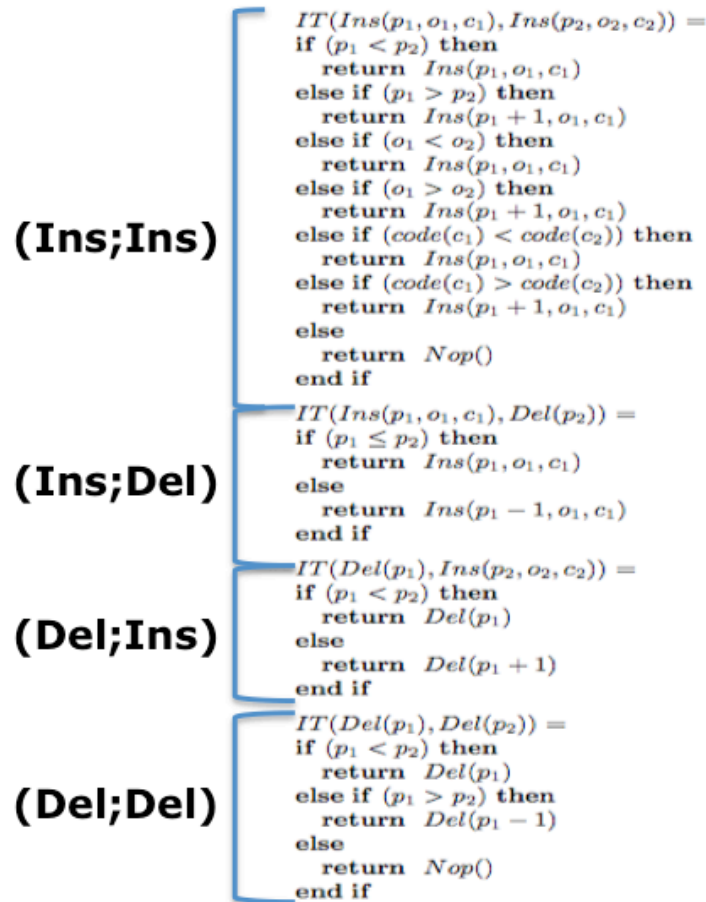 IT(Ins(p₁, o₁, c₁), Ins(p₂, o₂, c₂)) =
if (p₁ < p₂) then
return Ins(p₁, o₁, c₁)
else if (p₁ > p₂) then
return Ins(p₁ + 1, o₁, c₁)
else if (o₁ < o₂) then
return Ins(p₁, o₁, c₁)
else if (o₁ > o₂) then
return Ins(p₁ + 1, o₁, c₁)
(Ins;Ins)
else if (code(c₁) < code(c₂)) then
return Ins(p₁, o₁, c₁)
else if (code(c₁) > code(c₂)) then
return Ins(p₁ + 1, o₁, c₁)
else
return Nop()
end if
IT(Ins(p₁, o₁, c₁), Del(p₂)) =
if (p₁ ≤ p₂) then
return Ins(p₁, o₁, c₁)
(Ins;Del)
else
return Ins(p₁ − 1, o₁, c₁)
end if
IT(Del(p₁), Ins(p₂, o₂, c₂)) =
if (p₁ < p₂) then
return Del(p₁)
(Del;Ins)
else
return Del(p₁ + 1)
end if
IT(Del(p₁), Del(p₂)) =
if (p₁ < p₂) then
return Del(p₁)
(Del;Del)
else if (p₁ > p₂) then
return Del(p₁ − 1)
else
return Nop()
end if